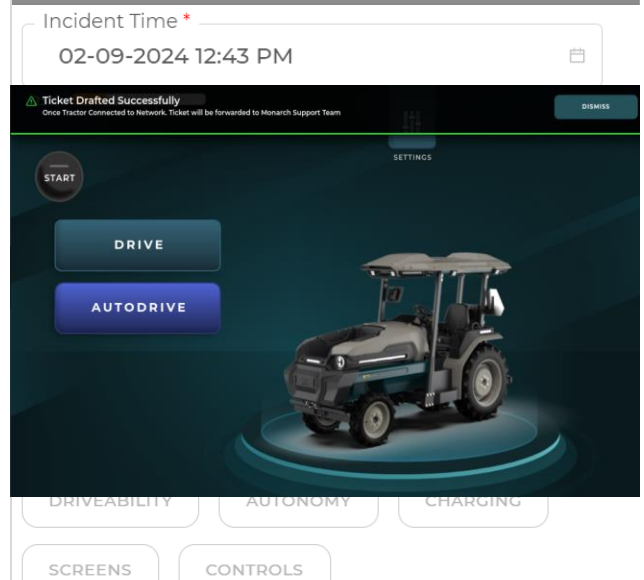 Incident Time *
02-09-2024 12:43 PM
Ticket Drafted Successfully
Once Tractor Connected to Network. Ticket will be forwarded to Monarch Support Team
DISMISS
SETTINGS
START
DRIVE
AUTODRIVE
DRIVEABILITY AUTONOMY CHARGING
SCREENS CONTROLS